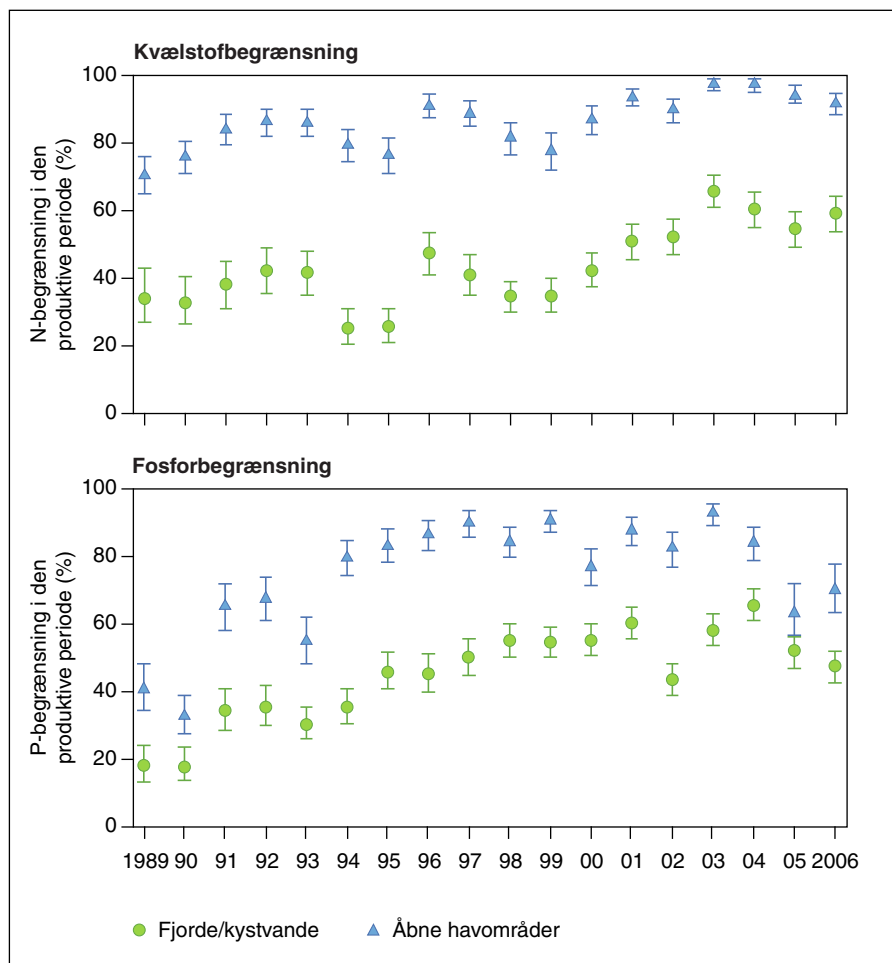 Kvælstofbegrænsning
N-begrænsning i den
produktive periode (%)
100
80
60
40
20
0
Fosforbegrænsning
P-begrænsning i den
produktive periode (%)
100
80
60
40
20
0
1989 90 91 92 93 94 95 96 97 98 99 00 01 02 03 04 05 2006
Fjorde/kystvande Åbne havområder